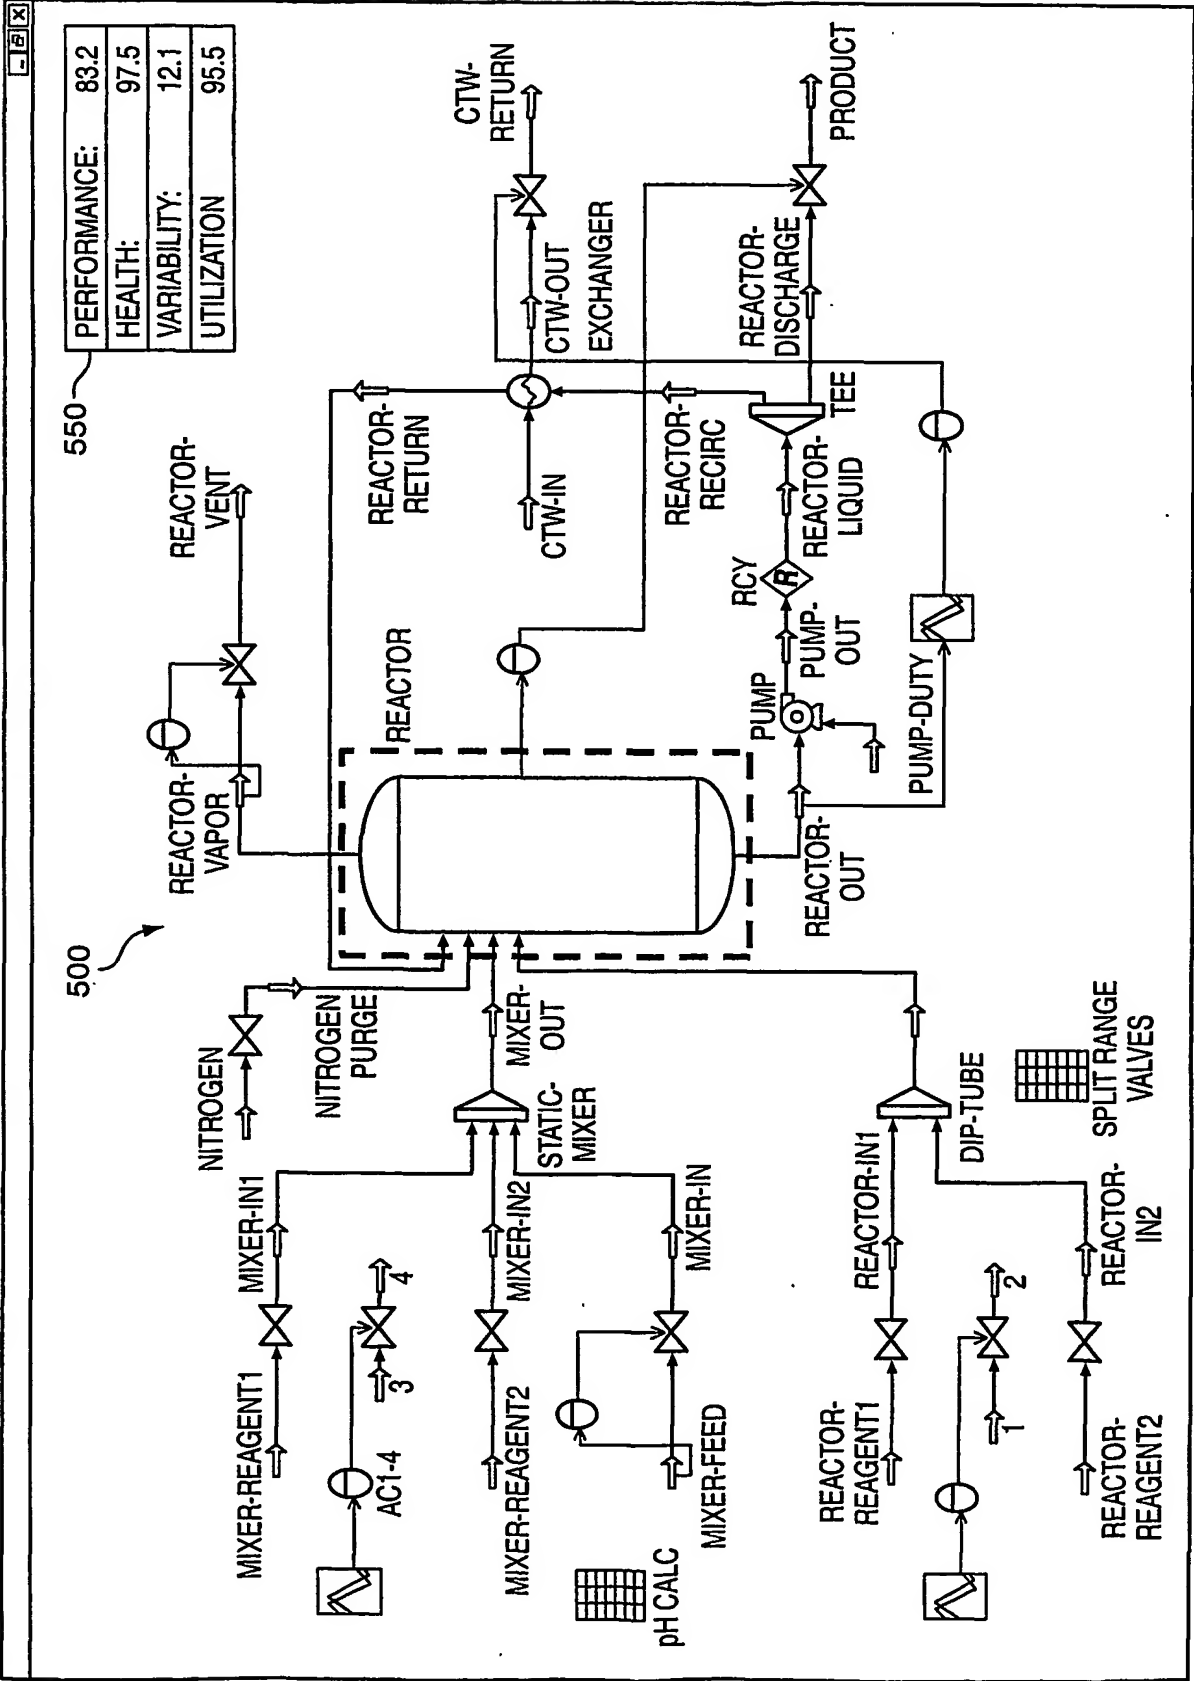 500
550
PERFORMANCE: 83.2
HEALTH: 97.5
VARIABILITY: 12.1
UTILIZATION 95.5
NITROGEN
NITROGEN
PURGE
REACTOR-
VAPOR
REACTOR-
VENT
MIXER-REAGENT1
MIXER-IN1
AC1-4
3
4
MIXER-REAGENT2
MIXER-IN2
STATIC-
MIXER
MIXER-
OUT
REACTOR
REACTOR-
RETURN
CTW-IN
CTW-OUT
EXCHANGER
CTW-
RETURN
pH CALC
MIXER-FEED
MIXER-IN
REACTOR-
RECIRC
RCY
R
PUMP
PUMP-
OUT
REACTOR-
LIQUID
TEE
REACTOR-
DISCHARGE
PRODUCT
REACTOR-
OUT
PUMP-DUTY
REACTOR-
REAGENT1
REACTOR-IN1
DIP-TUBE
1
2
REACTOR-
REAGENT2
REACTOR-
IN2
SPLIT RANGE
VALVES